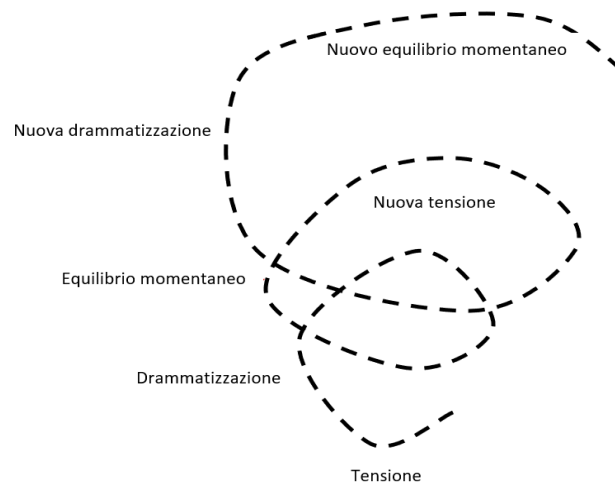 Nuovo equilibrio momentaneo
Nuova drammatizzazione
Nuova tensione
Equilibrio momentaneo
Drammatizzazione
Tensione